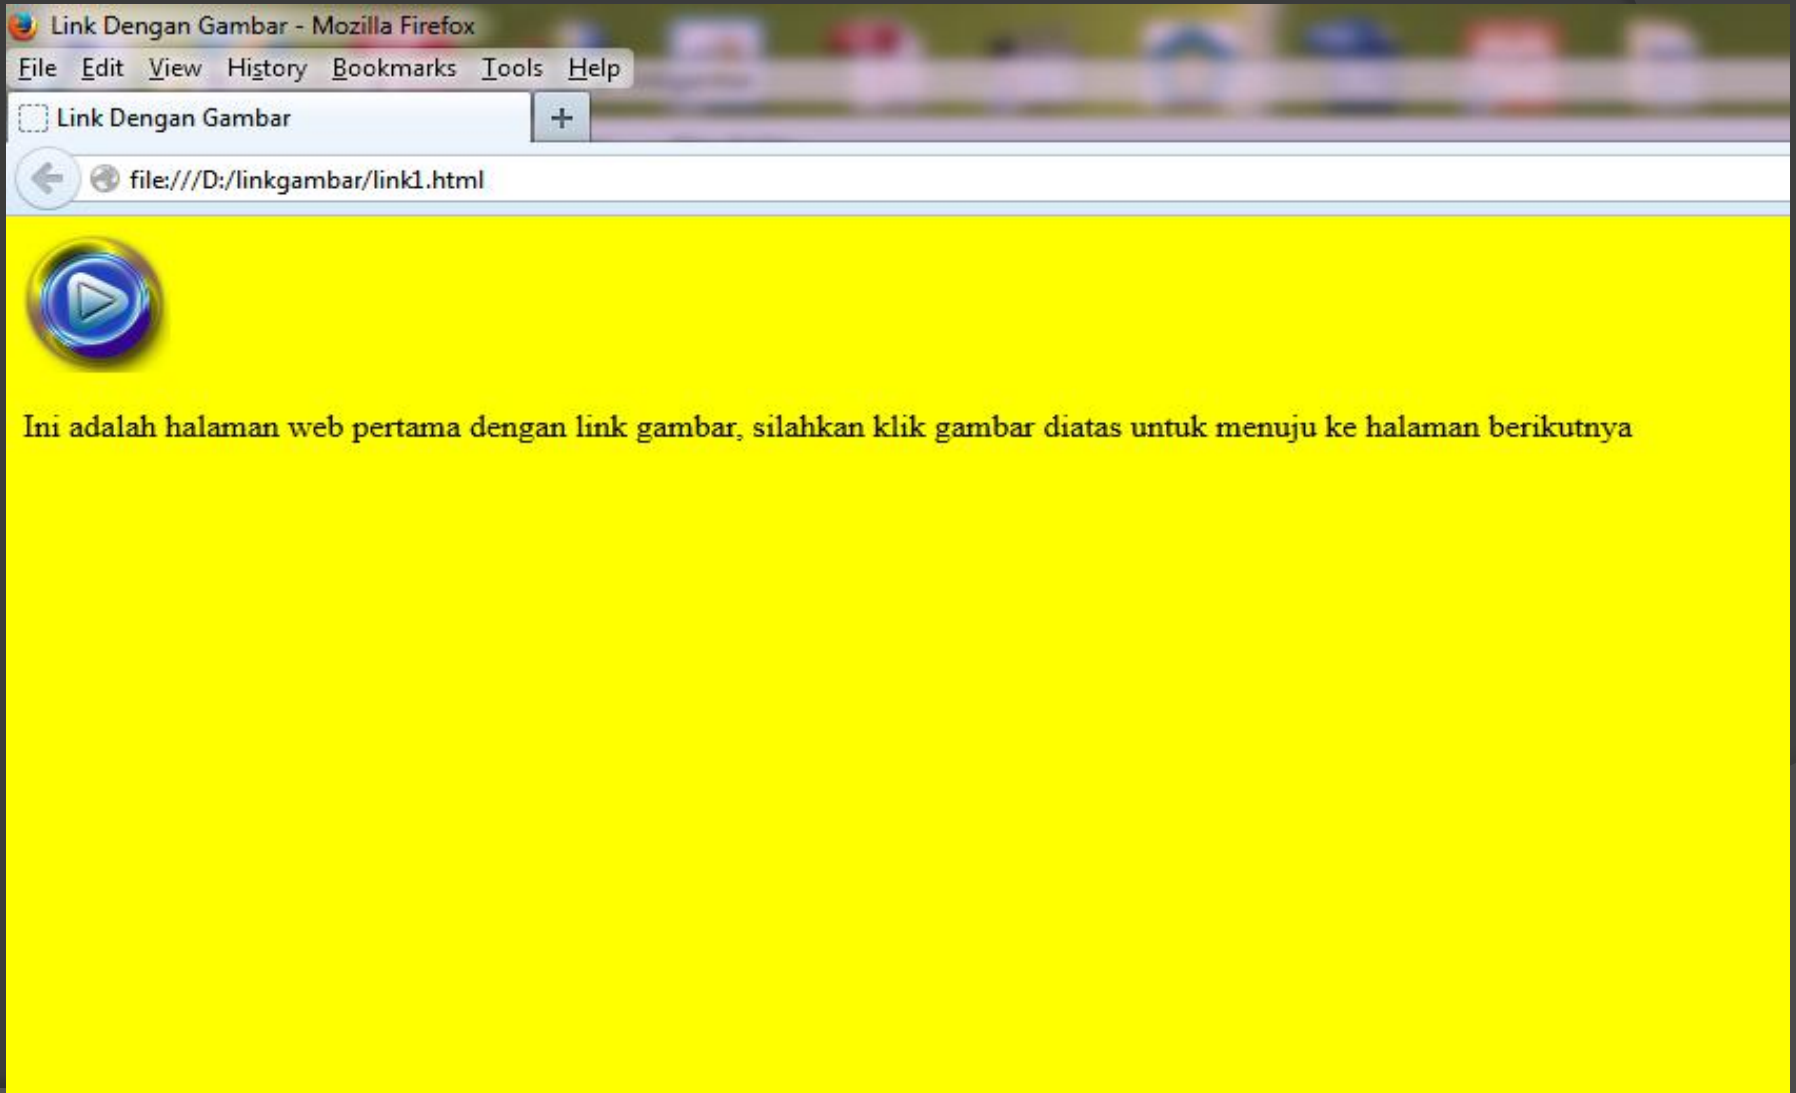 Link Dengan Gambar - Mozilla Firefox
File Edit View History Bookmarks Tools Help
Link Dengan Gambar +
file:///D:/linkgambar/link1.html
Ini adalah halaman web pertama dengan link gambar, silahkan klik gambar diatas untuk menuju ke halaman berikutnya